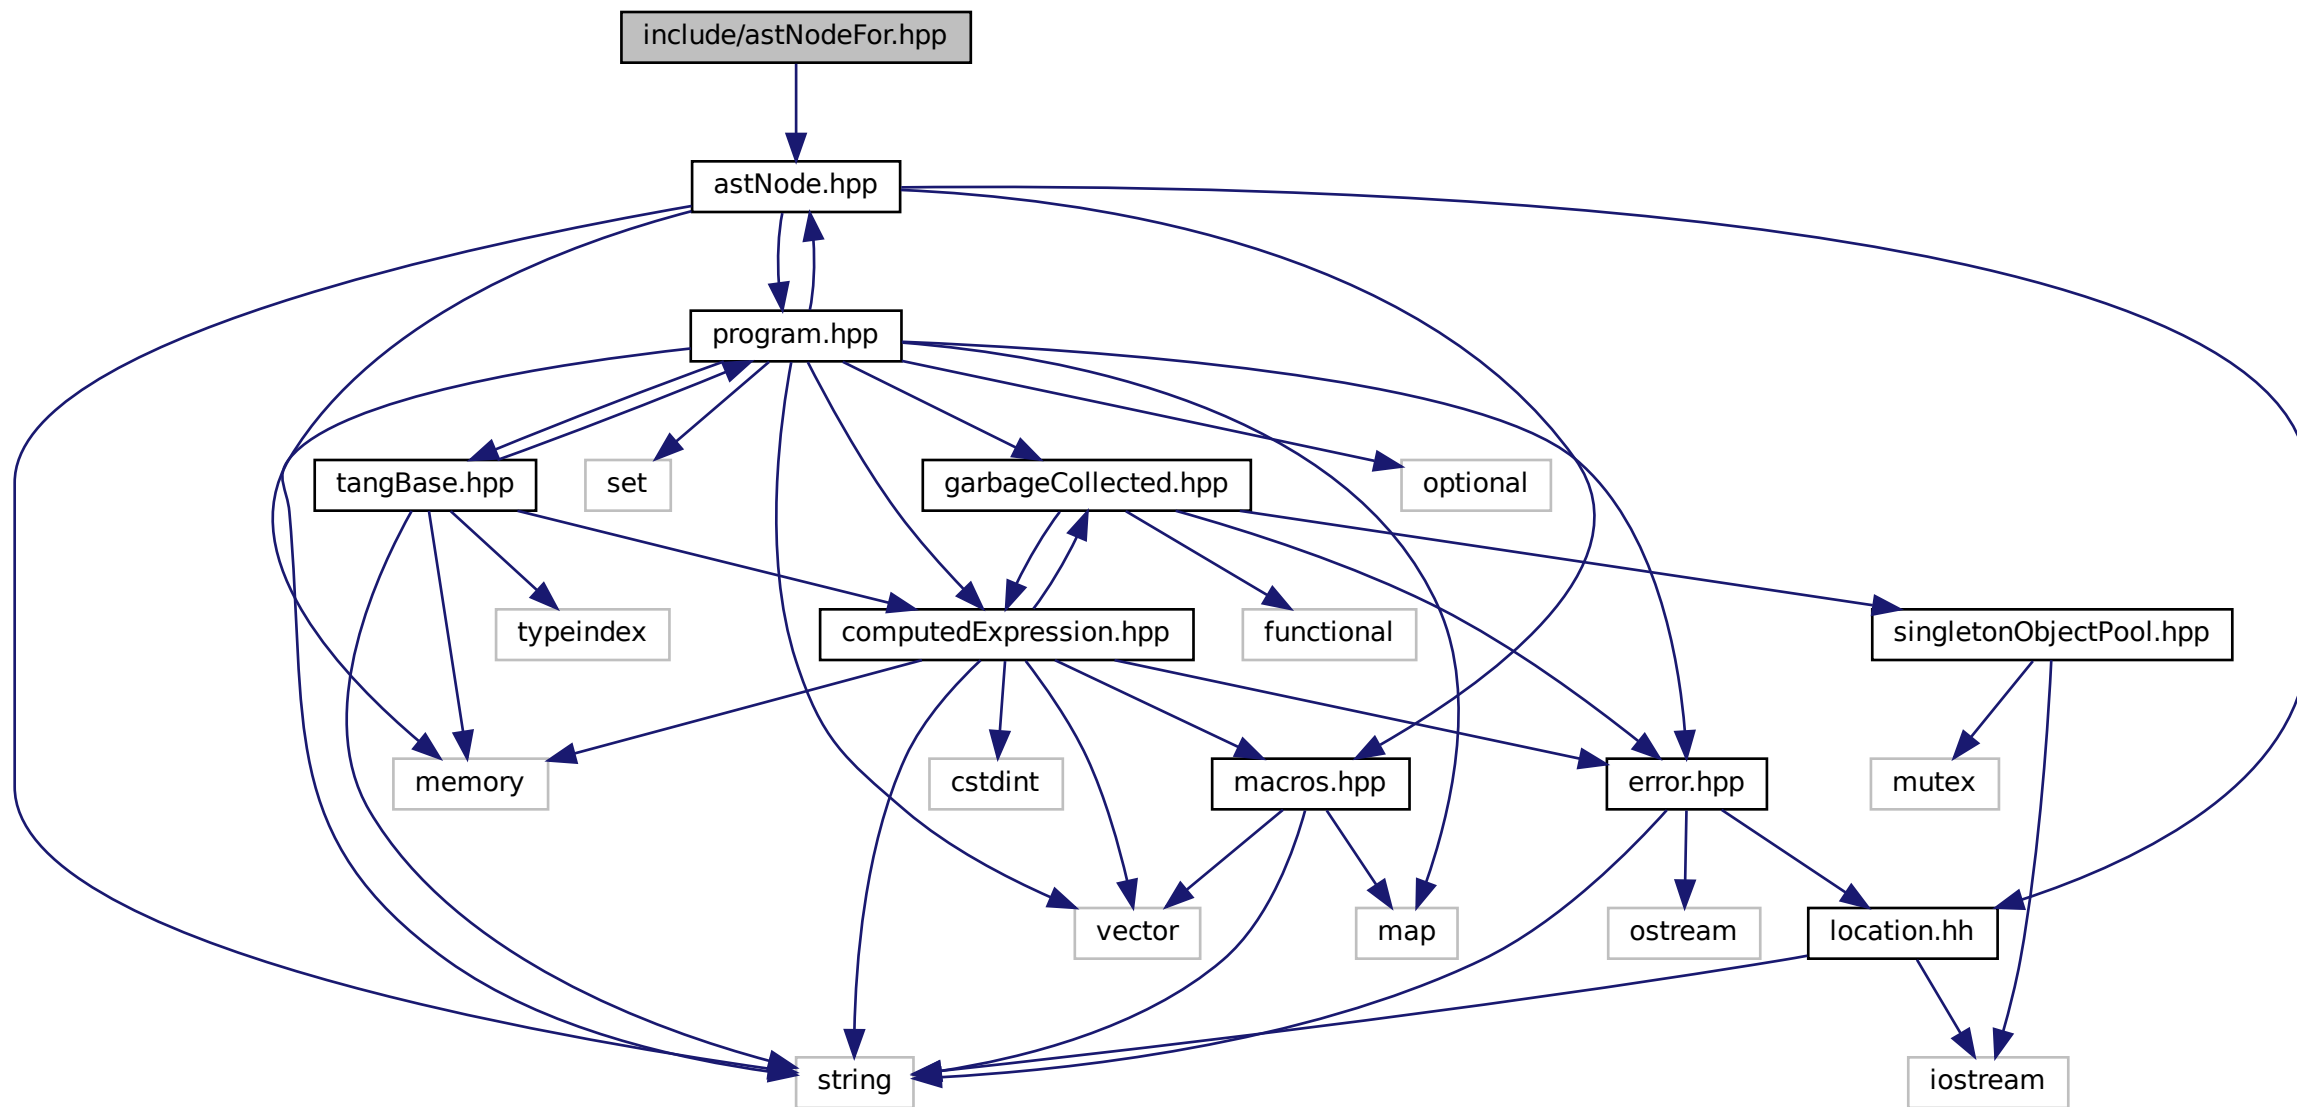 include/astNodeFor.hpp
astNode.hpp
program.hpp
tangBase.hpp
set
garbageCollected.hpp
optional
typeindex
computedExpression.hpp
functional
singletonObjectPool.hpp
memory
cstdint
macros.hpp
error.hpp
mutex
vector
map
ostream
location.hh
string
iostream